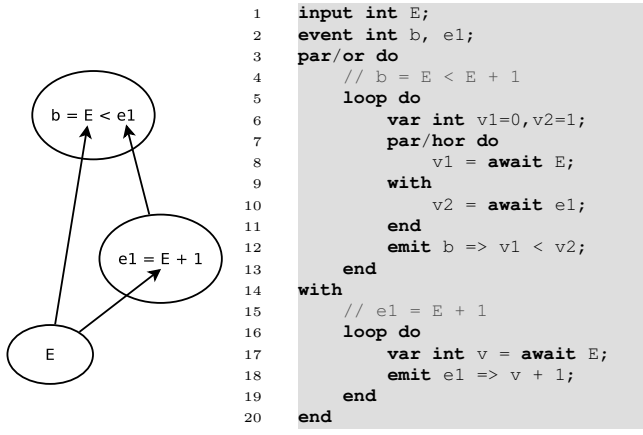 b = E < e1
e1 = E + 1
E
1 input int E;
2 event int b, e1;
3 par/or do
4 // b = E < E + 1
5 loop do
6 var int v1=0,v2=1;
7 par/hor do
8 v1 = await E;
9 with
10 v2 = await e1;
11 end
12 emit b => v1 < v2;
13 end
14 with
15 // e1 = E + 1
16 loop do
17 var int v = await E;
18 emit e1 => v + 1;
19 end
20 end